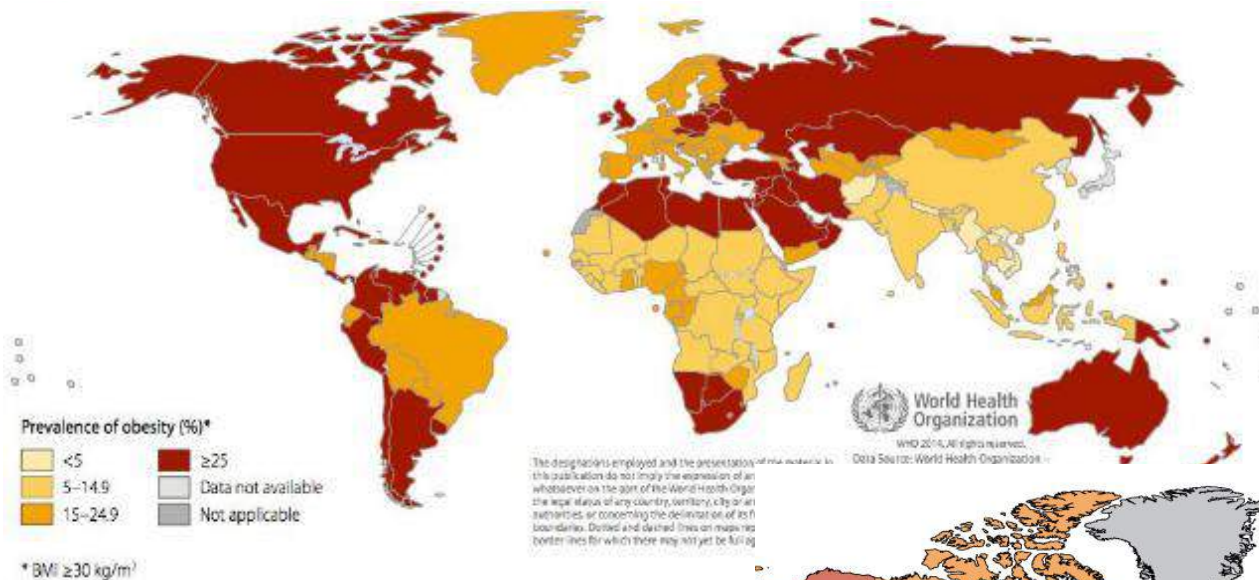 Prevalence of obesity (%)*
<5
5–14.9
15–24.9
≥25
Data not available
Not applicable
* BMI ≥30 kg/m²
World Health
Organization
WHO 2014. All rights reserved.
Data Source: World Health Organization
The designations employed and the presentation of the material in
this publication do not imply the expression of
whatsoever on the part of the World Health
the legal status of any country, territory, city or
authorities, or concerning the delimitation of its
boundaries. Dotted and dashed lines on maps
border lines for which there may not yet be full